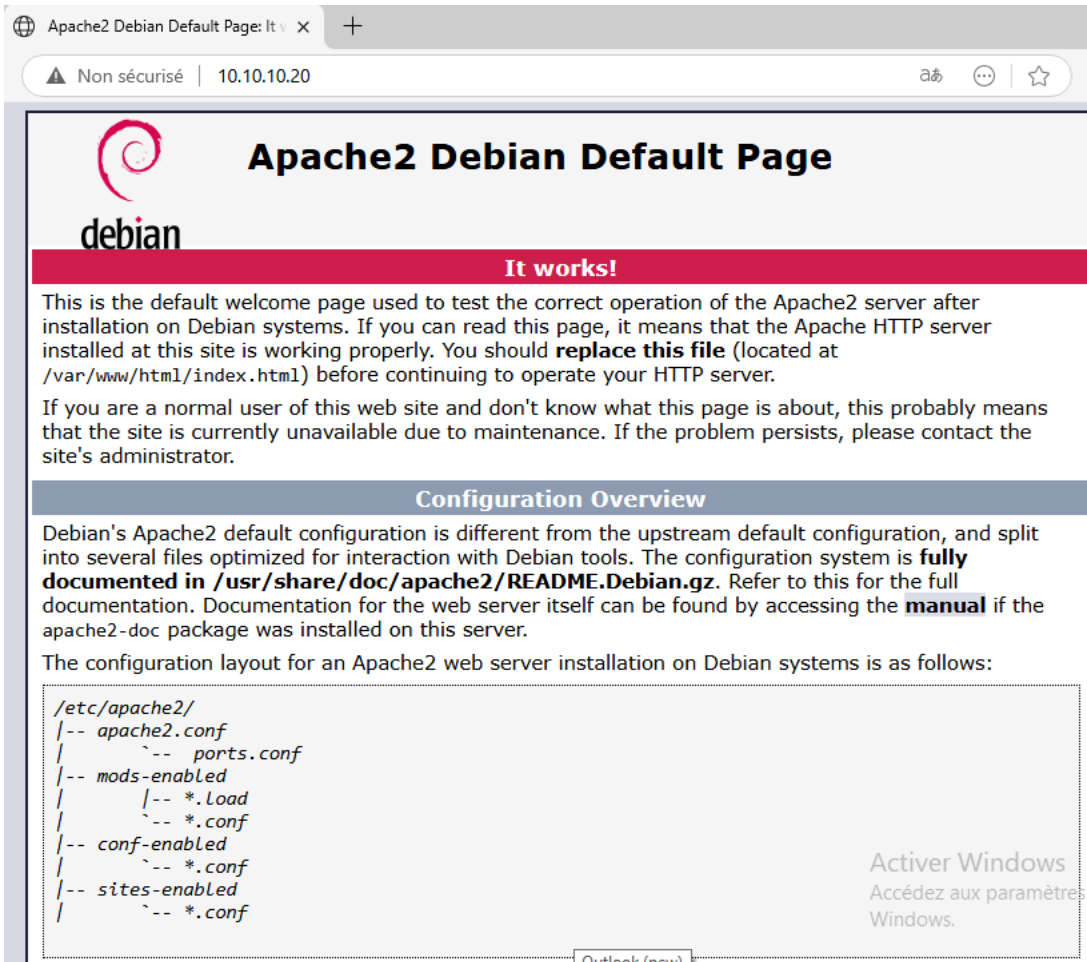 Apache2 Debian Default Page: It
Non sécurisé | 10.10.10.20
aあ
debian
Apache2 Debian Default Page
It works!
This is the default welcome page used to test the correct operation of the Apache2 server after
installation on Debian systems. If you can read this page, it means that the Apache HTTP server
installed at this site is working properly. You should replace this file (located at
/var/www/html/index.html) before continuing to operate your HTTP server.
If you are a normal user of this web site and don't know what this page is about, this probably means
that the site is currently unavailable due to maintenance. If the problem persists, please contact the
site's administrator.
Configuration Overview
Debian's Apache2 default configuration is different from the upstream default configuration, and split
into several files optimized for interaction with Debian tools. The configuration system is fully
documented in /usr/share/doc/apache2/README.Debian.gz. Refer to this for the full
documentation. Documentation for the web server itself can be found by accessing the manual if the
apache2-doc package was installed on this server.
The configuration layout for an Apache2 web server installation on Debian systems is as follows:
/etc/apache2/
|-- apache2.conf
|       `--  ports.conf
|-- mods-enabled
|       |-- *.load
|       `-- *.conf
|-- conf-enabled
|       `-- *.conf
|-- sites-enabled
|       `-- *.conf
Activer Windows
Accédez aux paramètres
Windows.
Outlook (new)